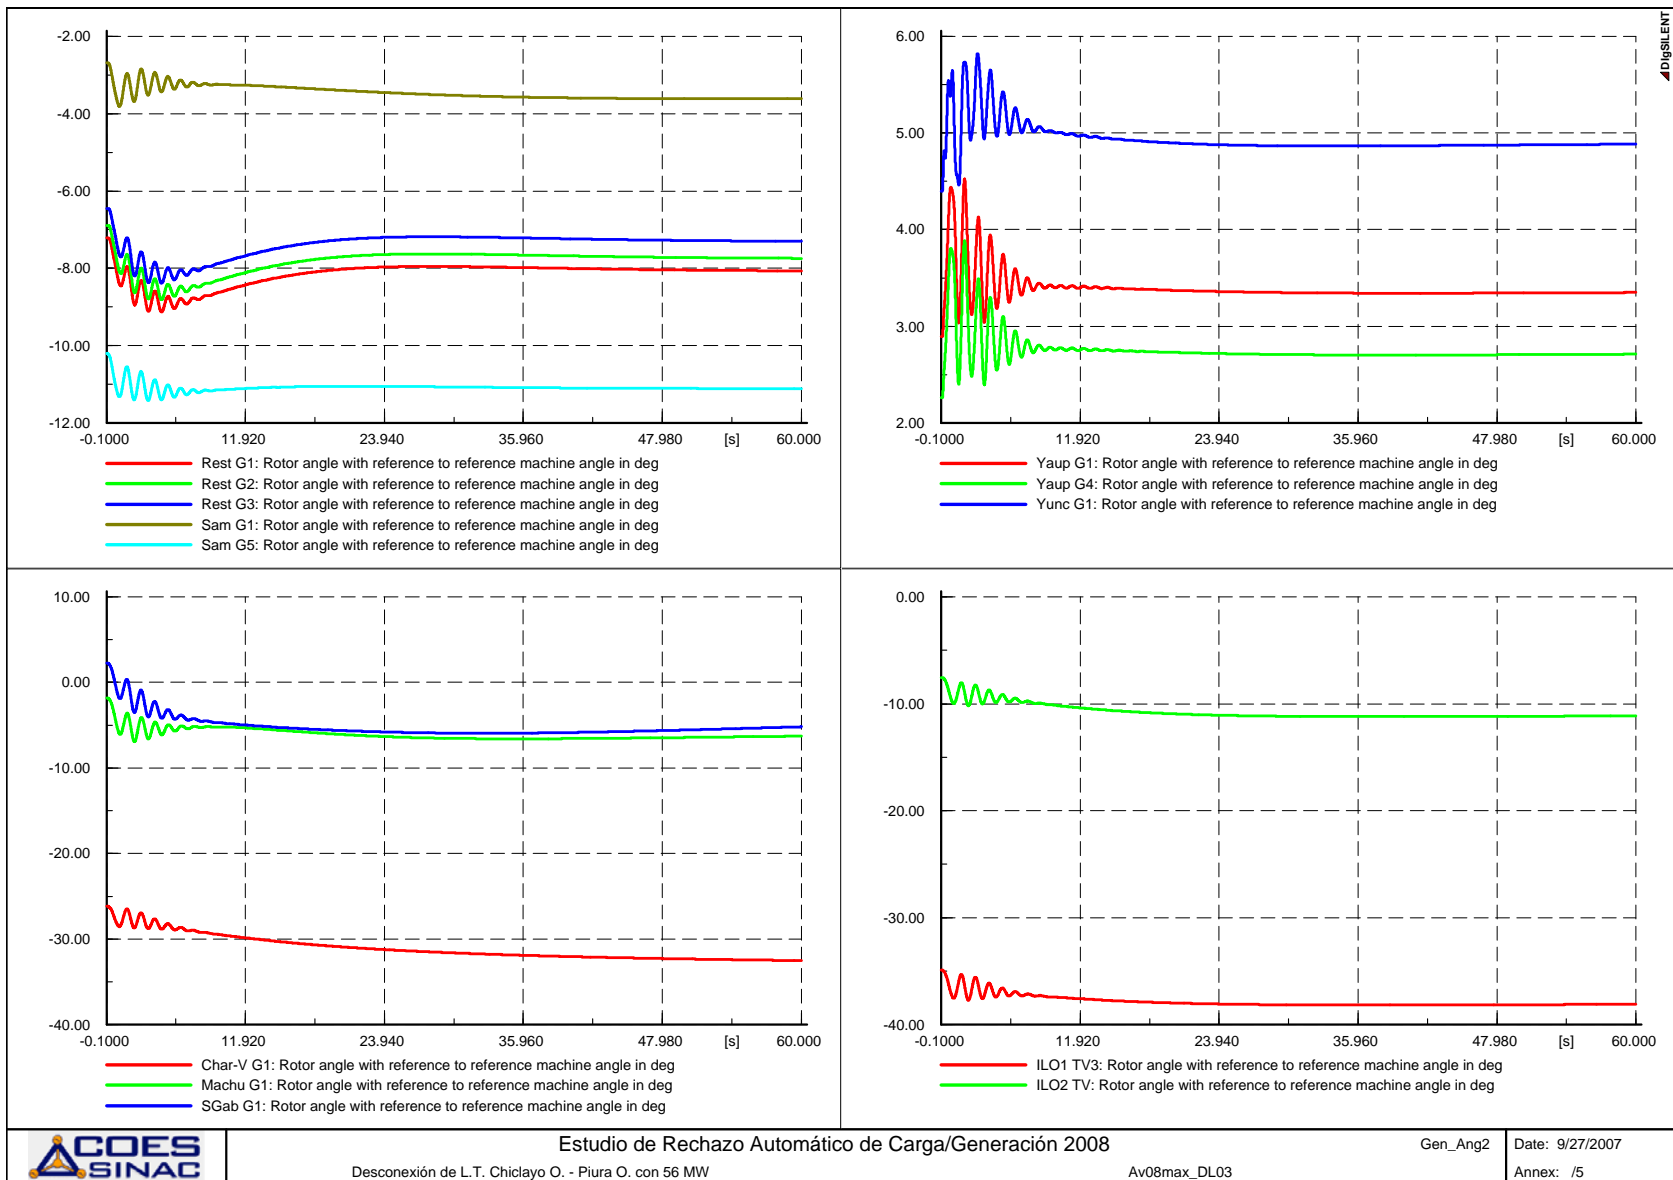 DIgSILENT
-2.00
-4.00
-6.00
-8.00
-10.00
-12.00
-0.1000 11.920 23.940 35.960 47.980 [s] 60.000
Rest G1: Rotor angle with reference to reference machine angle in deg
Rest G2: Rotor angle with reference to reference machine angle in deg
Rest G3: Rotor angle with reference to reference machine angle in deg
Sam G1: Rotor angle with reference to reference machine angle in deg
Sam G5: Rotor angle with reference to reference machine angle in deg
6.00
5.00
4.00
3.00
2.00
-0.1000 11.920 23.940 35.960 47.980 [s] 60.000
Yaup G1: Rotor angle with reference to reference machine angle in deg
Yaup G4: Rotor angle with reference to reference machine angle in deg
Yunc G1: Rotor angle with reference to reference machine angle in deg
10.00
0.00
-10.00
-20.00
-30.00
-40.00
-0.1000 11.920 23.940 35.960 47.980 [s] 60.000
Char-V G1: Rotor angle with reference to reference machine angle in deg
Machu G1: Rotor angle with reference to reference machine angle in deg
SGab G1: Rotor angle with reference to reference machine angle in deg
0.00
-10.00
-20.00
-30.00
-40.00
-0.1000 11.920 23.940 35.960 47.980 [s] 60.000
ILO1 TV3: Rotor angle with reference to reference machine angle in deg
ILO2 TV: Rotor angle with reference to reference machine angle in deg
COES
SINAC
Estudio de Rechazo Automático de Carga/Generación 2008
Desconexión de L.T. Chiclayo O. - Piura O. con 56 MW
Gen_Ang2
Av08max_DL03
Date: 9/27/2007
Annex: /5